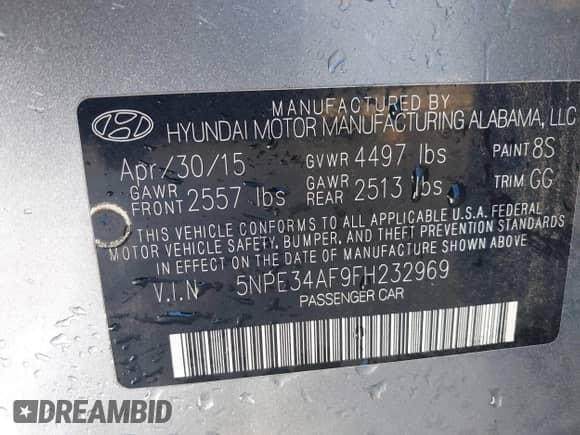 MANUFACTURED BY
HYUNDAI MOTOR MANUFACTURING ALABAMA, LLC
Apr/30/15 GVWR 4497 lbs PAINT 8S
GAWR FRONT 2557 lbs GAWR REAR 2513 lbs TRIM GG
THIS VEHICLE CONFORMS TO ALL APPLICABLE U.S.A. FEDERAL
MOTOR VEHICLE SAFETY, BUMPER, AND THEFT PREVENTION
STANDARDS IN EFFECT ON THE DATE OF
MANUFACTURE SHOWN ABOVE
V.I.N 5NPE34AF9FH232969
PASSENGER CAR
DREAMBID